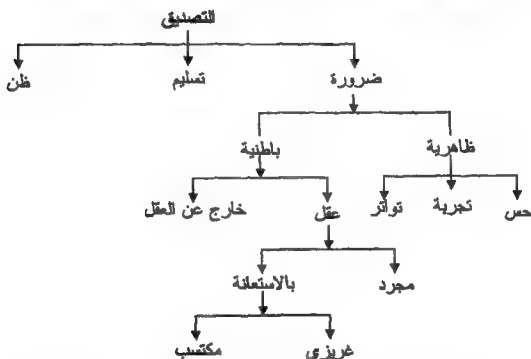 التصديق
ضرورة تسليم ظن
ظاهرية باطنية
حس تجربة تواتر عقل خارج عن العقل
مجرد بالاستعانة
غريزي مكتسب